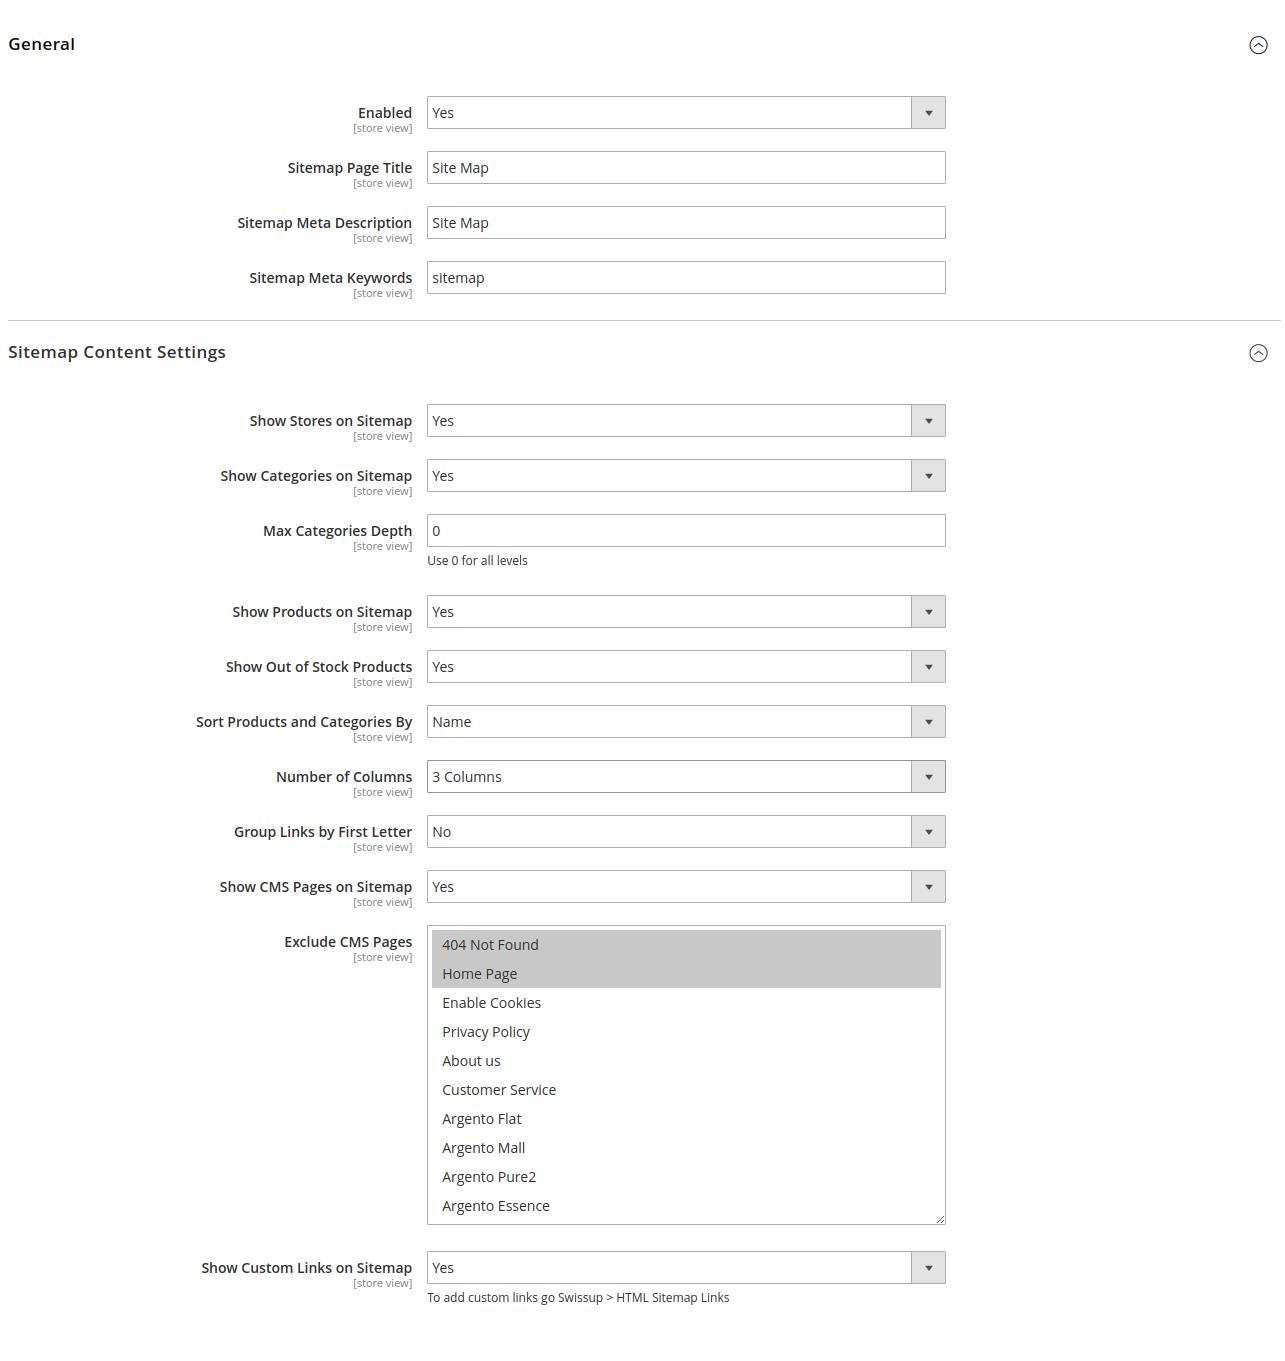 General
Enabled Yes
[store view]
Sitemap Page Title Site Map
[store view]
Sitemap Meta Description Site Map
[store view]
Sitemap Meta Keywords sitemap
[store view]
Sitemap Content Settings
Show Stores on Sitemap Yes
[store view]
Show Categories on Sitemap Yes
[store view]
Max Categories Depth 0
[store view]
Use 0 for all levels
Show Products on Sitemap Yes
[store view]
Show Out of Stock Products Yes
[store view]
Sort Products and Categories By Name
[store view]
Number of Columns 3 Columns
[store view]
Group Links by First Letter No
[store view]
Show CMS Pages on Sitemap Yes
[store view]
Exclude CMS Pages 404 Not Found
[store view]
Home Page
Enable Cookies
Privacy Policy
About us
Customer Service
Argento Flat
Argento Mall
Argento Pure2
Argento Essence
Show Custom Links on Sitemap Yes
[store view]
To add custom links go Swissup > HTML Sitemap Links